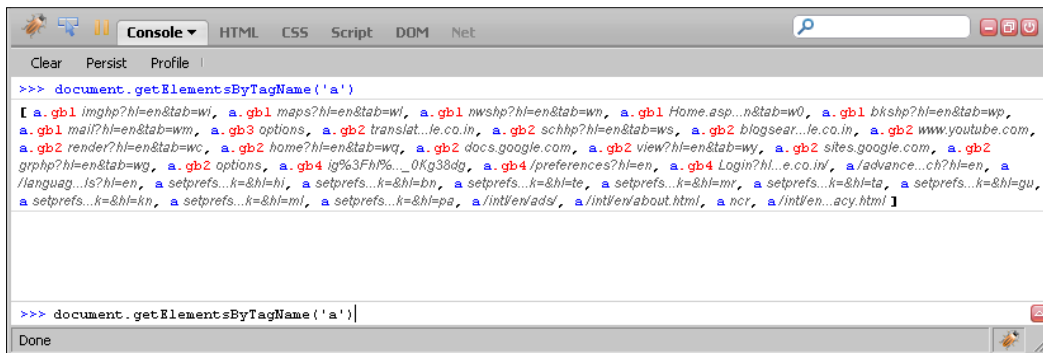 Console ▾ HTML CSS Script DOM Net
Clear Persist Profile
>>> document.getElementsByTagName('a')
[ a.gb1 imghp?hl=en&tab=wi, a.gb1 maps?hl=en&tab=wl, a.gb1 nwshp?hl=en&tab=wn, a.gb1 Home.asp...n&tab=w0, a.gb1 bkshp?hl=en&tab=wp,
a.gb1 mail?hl=en&tab=wm, a.gb3 options, a.gb2 translat...le.co.in, a.gb2 schhp?hl=en&tab=ws, a.gb2 blogsear...le.co.in, a.gb2 www.youtube.com,
a.gb2 render?hl=en&tab=wc, a.gb2 home?hl=en&tab=wq, a.gb2 docs.google.com, a.gb2 view?hl=en&tab=wy, a.gb2 sites.google.com, a.gb2
grphp?hl=en&tab=wg, a.gb2 options, a.gb4 ig%3Fhl%..._0Kg38dg, a.gb4 /preferences?hl=en, a.gb4 Login?hl...e.co.in/, a /advance...ch?hl=en, a
/languag...ls?hl=en, a setprefs...k=&hl=hi, a setprefs...k=&hl=bn, a setprefs...k=&hl=te, a setprefs...k=&hl=mr, a setprefs...k=&hl=ta, a setprefs...k=&hl=gu,
a setprefs...k=&hl=kn, a setprefs...k=&hl=ml, a setprefs...k=&hl=pa, a /intl/en/ads/, a /intl/en/about.html, a ncr, a /intl/en...acy.html ]
>>> document.getElementsByTagName('a')
Done